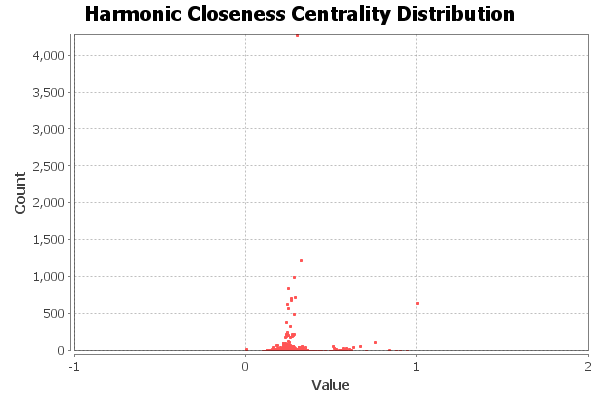 Harmonic Closeness Centrality Distribution
4,000
3,500
3,000
2,500
2,000
1,500
1,000
500
0
Count
-1 0 1 2
Value